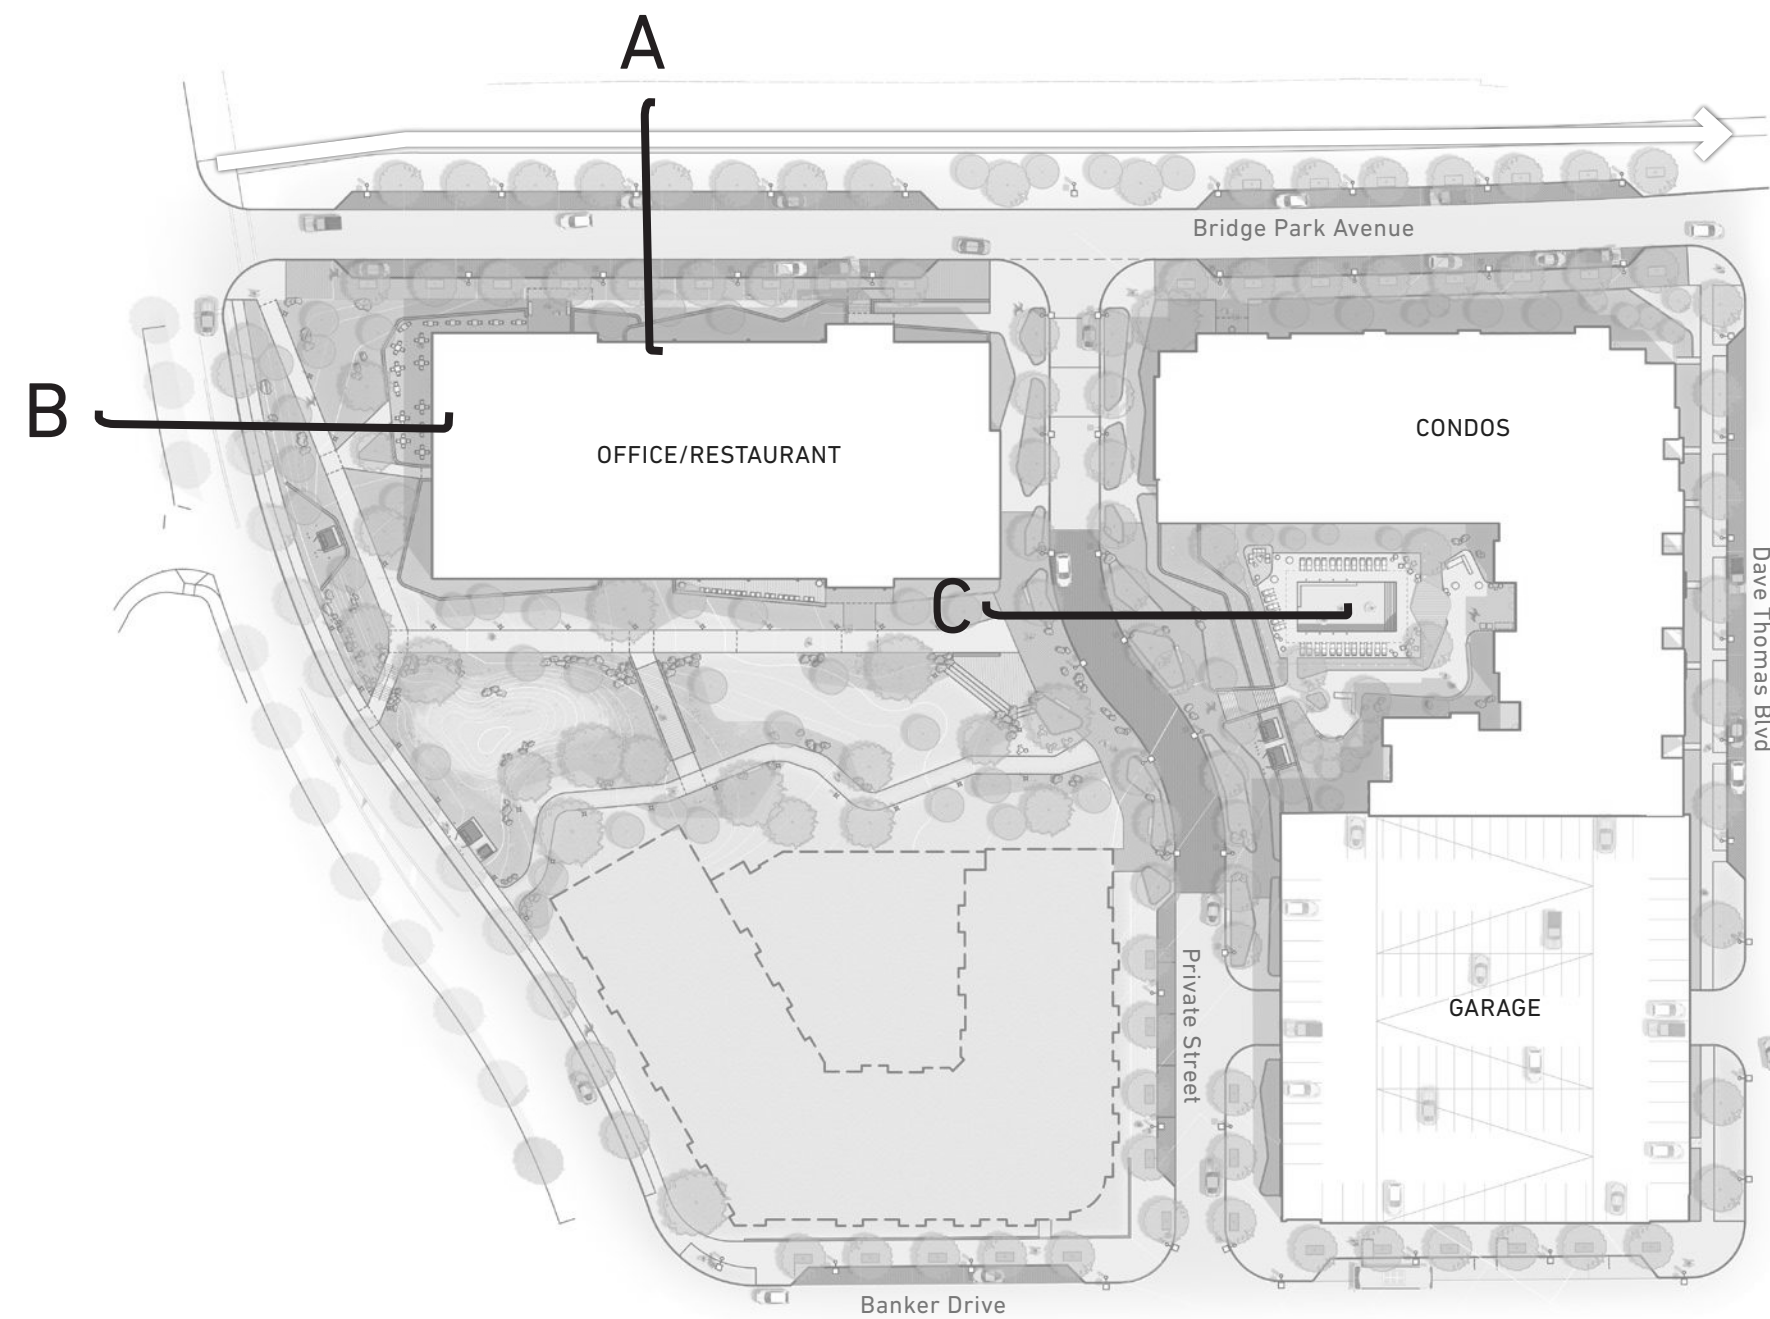 A
Bridge Park Avenue
B
OFFICE/RESTAURANT
CONDOS
C
Dave Thomas Blvd
Private Street
GARAGE
Banker Drive